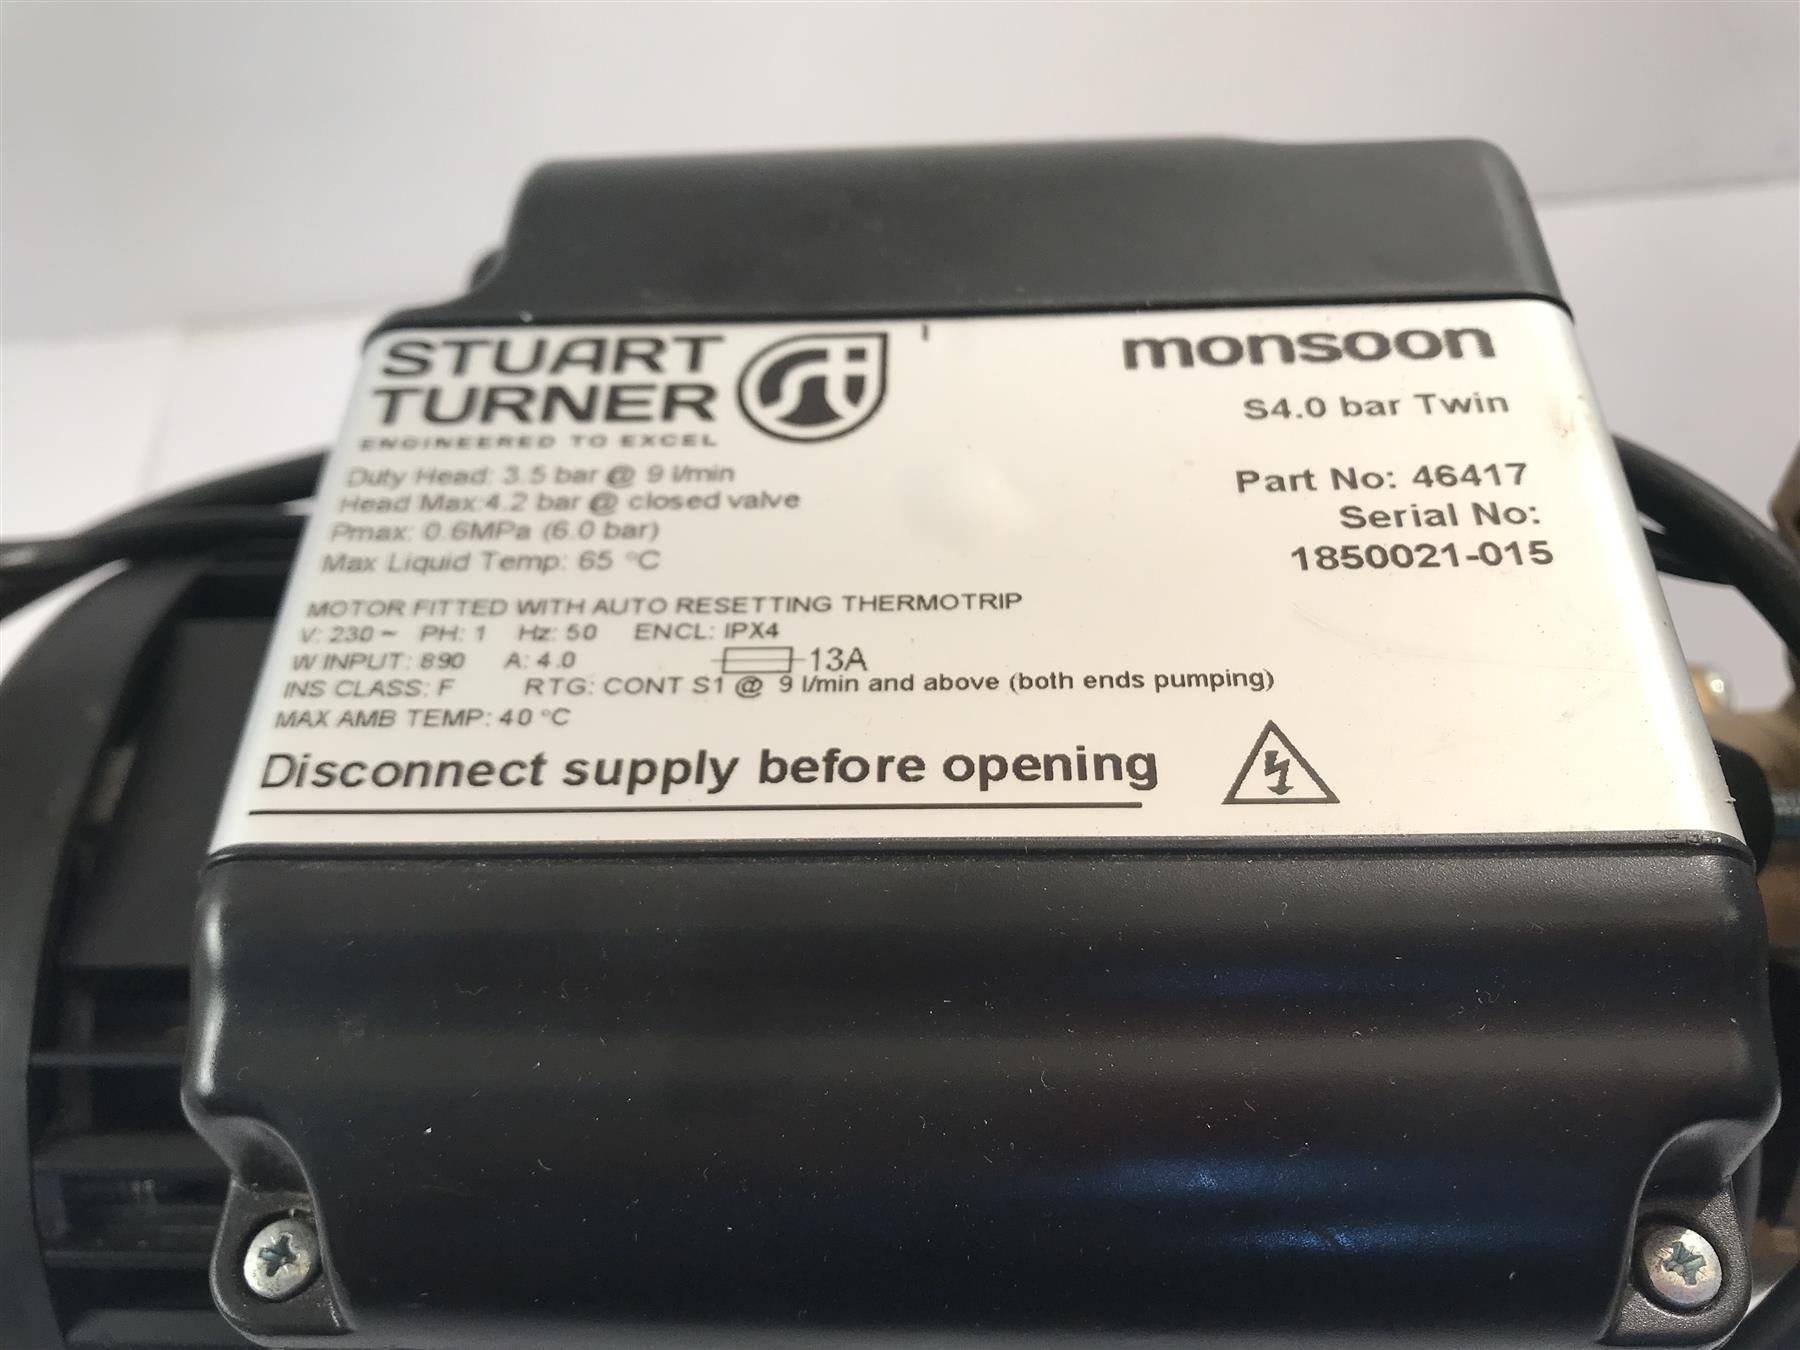 STUART
TURNER
ENGINEERED TO EXCEL
monsoon
S4.0 bar Twin
Duty Head: 3.5 bar @ 9 l/min
Head Max:4.2 bar @ closed valve
Pmax: 0.6MPa (6.0 bar)
Max Liquid Temp: 65 °C
Part No: 46417
Serial No:
1850021-015
MOTOR FITTED WITH AUTO RESETTING THERMOTRIP
V: 230 ~ PH: 1 Hz: 50 ENCL: IPX4
W INPUT: 890 A: 4.0 13A
INS CLASS: F RTG: CONT S1 @ 9 l/min and above (both ends pumping)
MAX AMB TEMP: 40 °C
Disconnect supply before opening